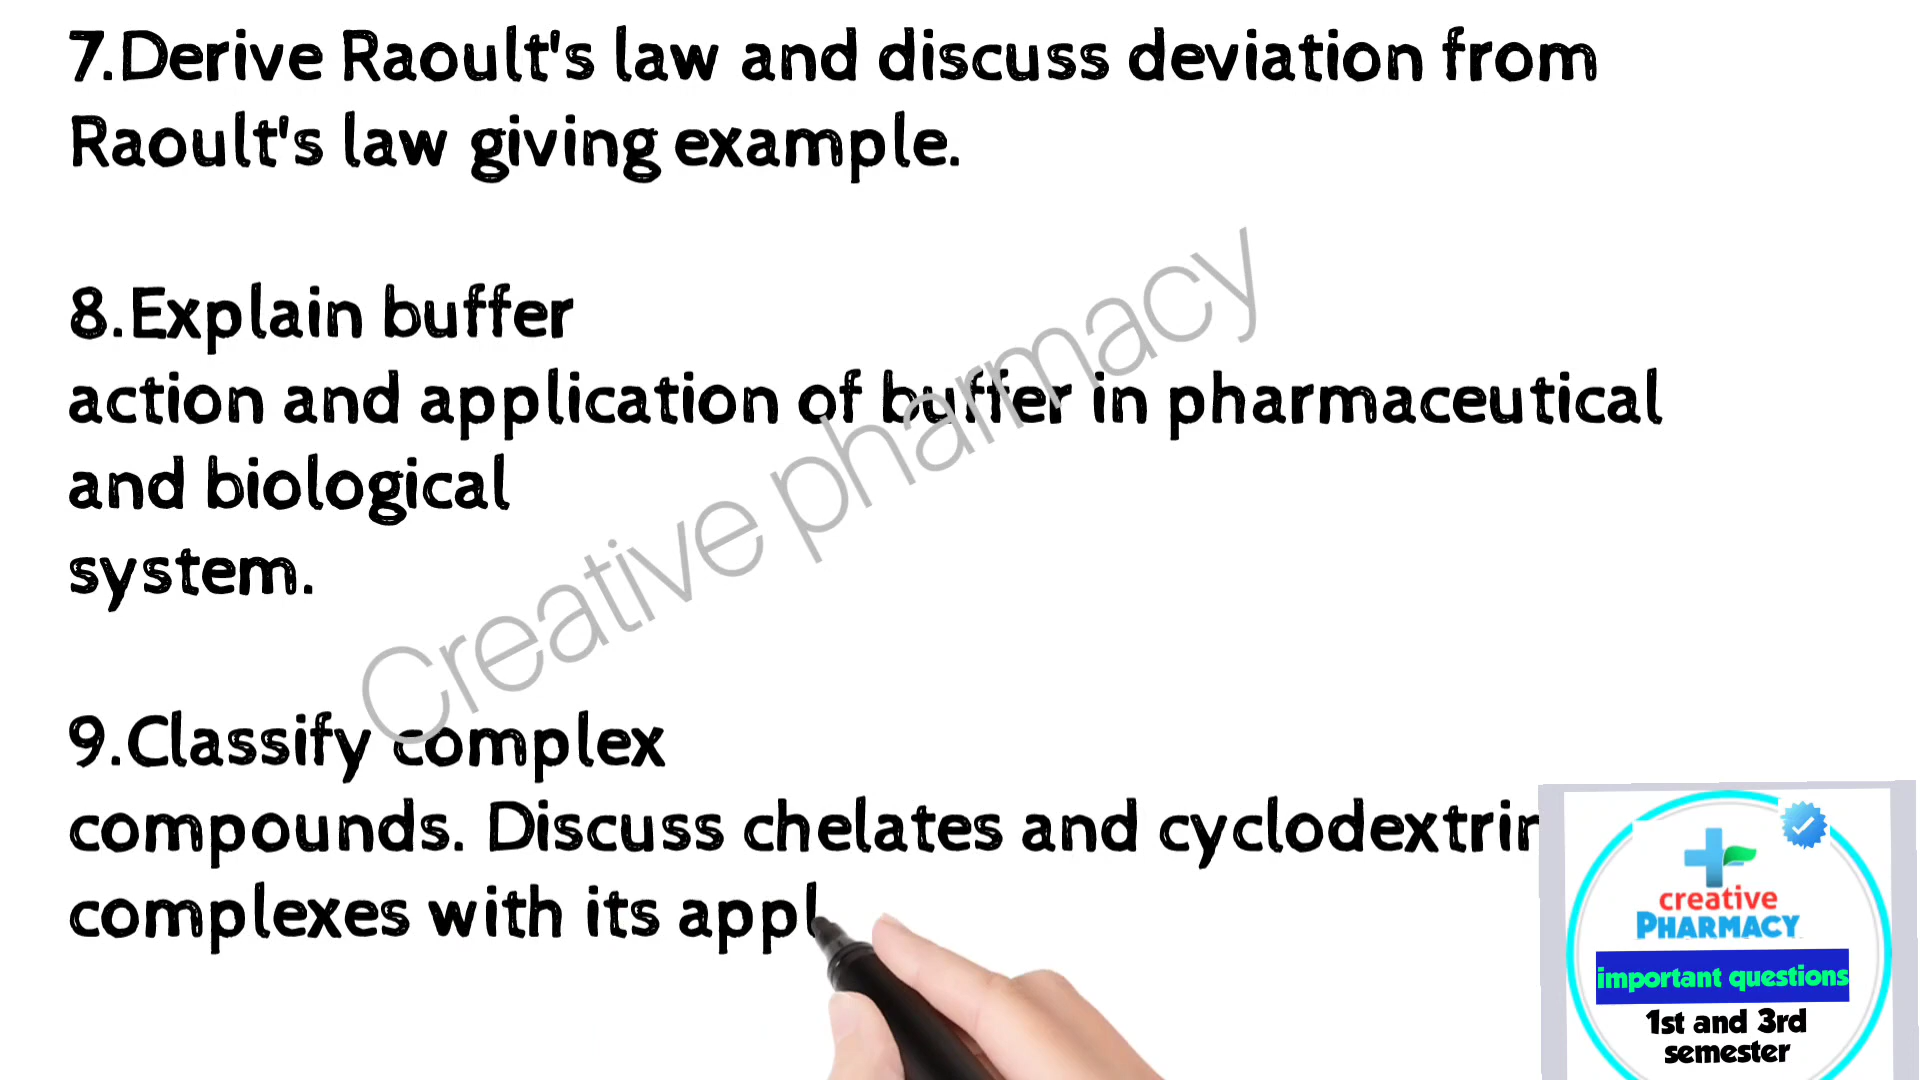 7.Derive Raoult's law and discuss deviation from
Raoult's law giving example.
8.Explain buffer
action and application of buffer in pharmaceutical
and biological
system.
9.Classify complex
compounds. Discuss chelates and cyclodextrin
complexes with its appl
Creative pharmacy
creative
PHARMACY
important questions
1st and 3rd
semester